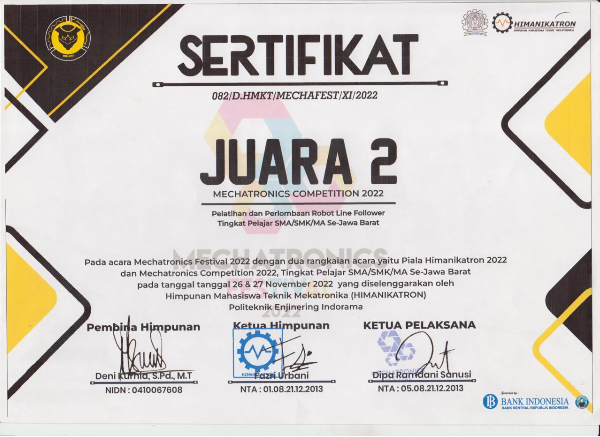 HIMANIKATRON
HIMPUNAN MAHASISWA TEKNIK MEKATRONIKA
SERTIFIKAT
082/D.HMKT/MECHAFEST/XI/2022
JUARA 2
MECHATRONICS COMPETITION 2022
Pelatihan dan Perlombaan Robot Line Follower
Tingkat Pelajar SMA/SMK/MA Se-Jawa Barat
MECHATRONICS
Pada acara Mechatronics Festival 2022 dengan dua rangkaian acara yaitu Piala Himanikatron 2022
dan Mechatronics Competition 2022, Tingkat Pelajar SMA/SMK/MA Se-Jawa Barat
pada tanggal tanggal 26 & 27 November 2022 yang diselenggarakan oleh
Himpunan Mahasiswa Teknik Mekatronika (HIMANIKATRON)
Politeknik Enjinering Indorama
2022
Pembina Himpunan
Ketua Himpunan
KETUA PELAKSANA
Deni Kurnia, S.Pd., M.T
Fazri Urbani
Dipa Ramdani Sanusi
NIDN : 0410067608
NTA : 01.08.21.12.2013
NTA : 05.08.21.12.2013
Sponsored by :
BANK INDONESIA
BANK SENTRAL REPUBLIK INDONESIA